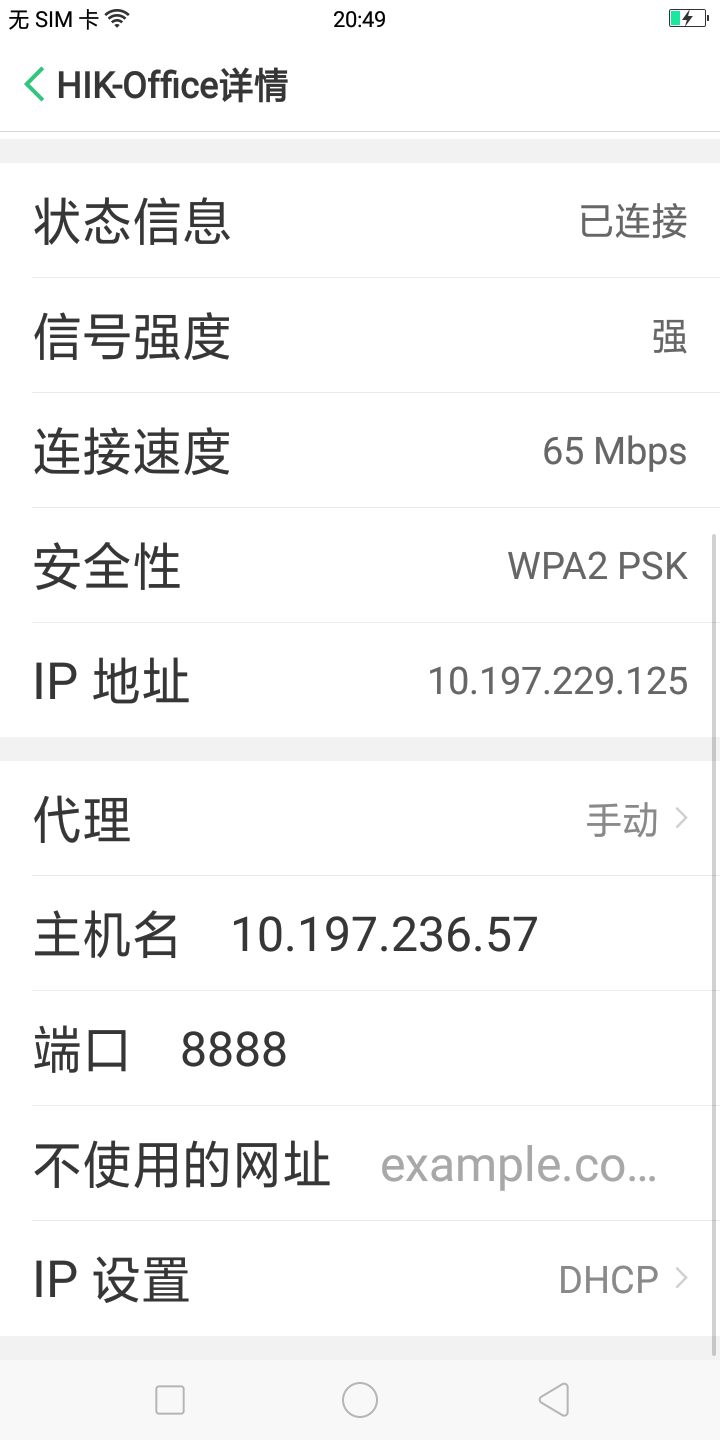 无 SIM 卡 20:49
HIK-Office详情
状态信息 已连接
信号强度 强
连接速度 65 Mbps
安全性 WPA2 PSK
IP 地址 10.197.229.125
代理 手动
主机名 10.197.236.57
端口 8888
不使用的网址 example.co...
IP 设置 DHCP